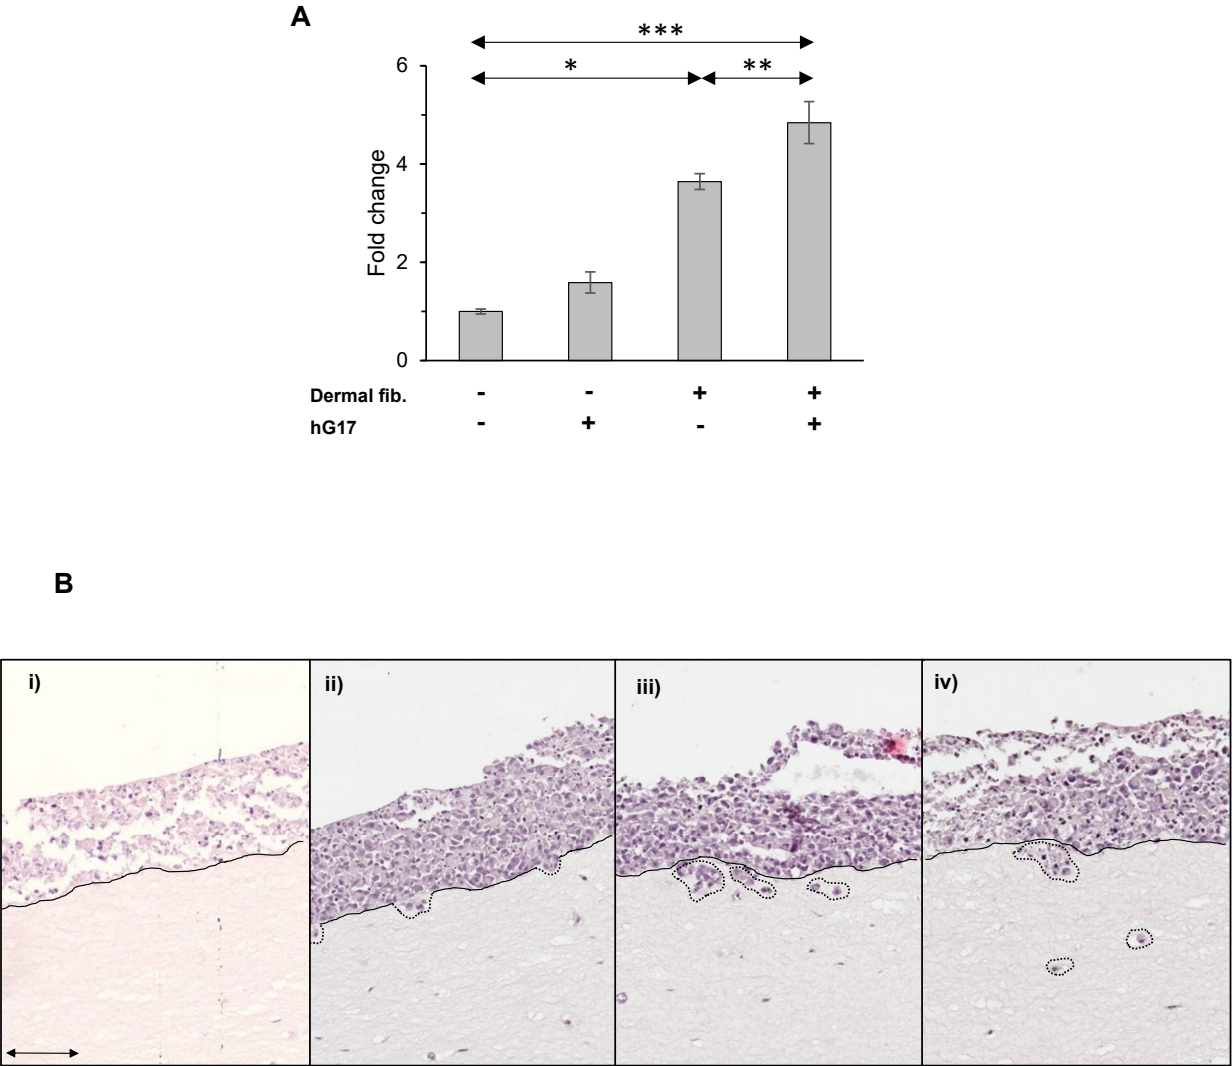 A
***
* **
6
4
2
0
Fold change
Dermal fib. - - + +
hG17 - + - +
B
i) ii) iii) iv)